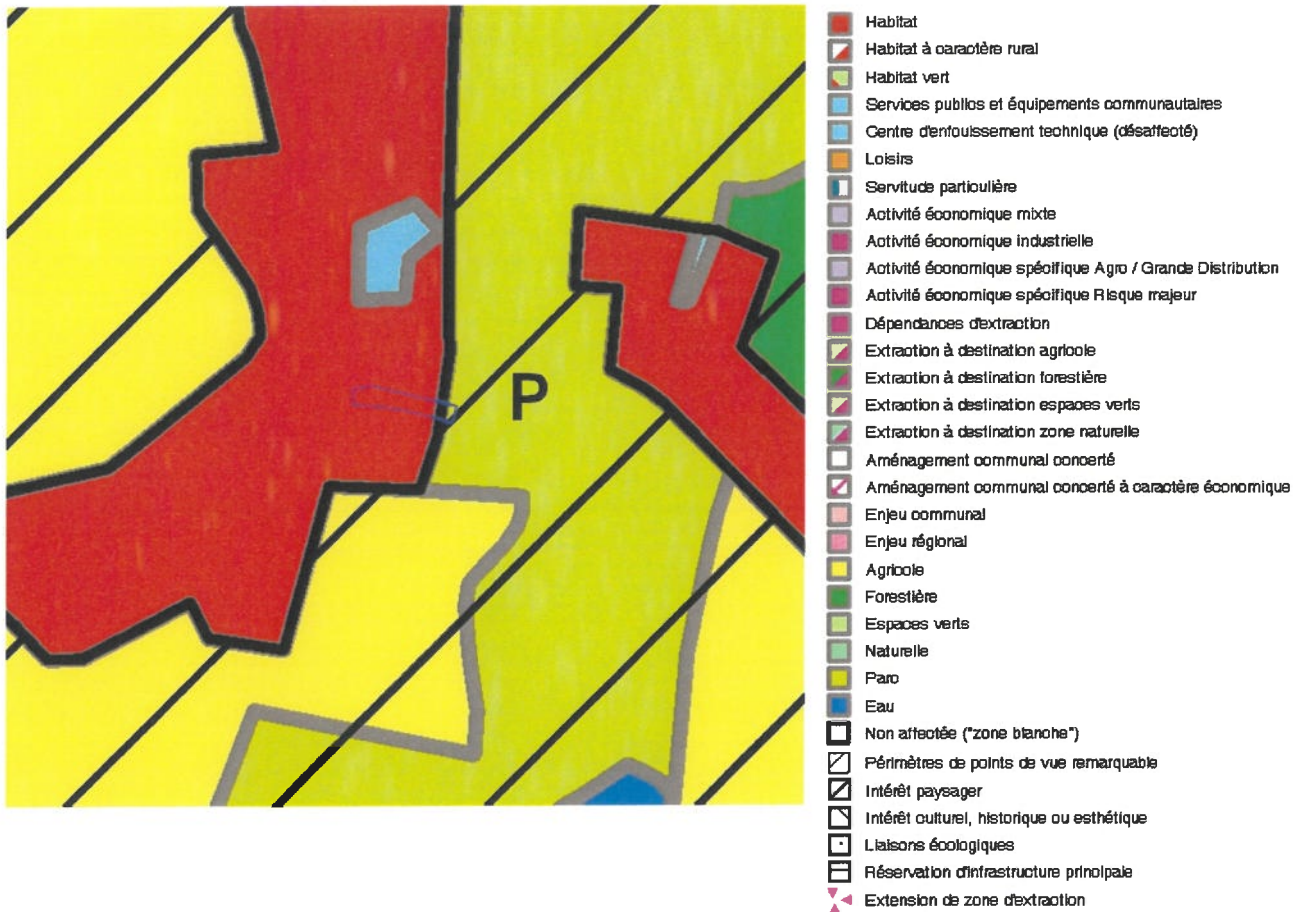 P
Habitat
Habitat à caractère rural
Habitat vert
Services publics et équipements communautaires
Centre d'enfouissement technique (désaffecté)
Loisirs
Servitude particulière
Activité économique mixte
Activité économique industrielle
Activité économique spécifique Agro / Grande Distribution
Activité économique spécifique Risque majeur
Dépendances d'extraction
Extraction à destination agricole
Extraction à destination forestière
Extraction à destination espaces verts
Extraction à destination zone naturelle
Aménagement communal concerté
Aménagement communal concerté à caractère économique
Enjeu communal
Enjeu régional
Agricole
Forestière
Espaces verts
Naturelle
Parc
Eau
Non affectée ("zone blanche")
Périmètres de points de vue remarquable
Intérêt paysager
Intérêt culturel, historique ou esthétique
Liaisons écologiques
Réservation d'infrastructure principale
Extension de zone d'extraction